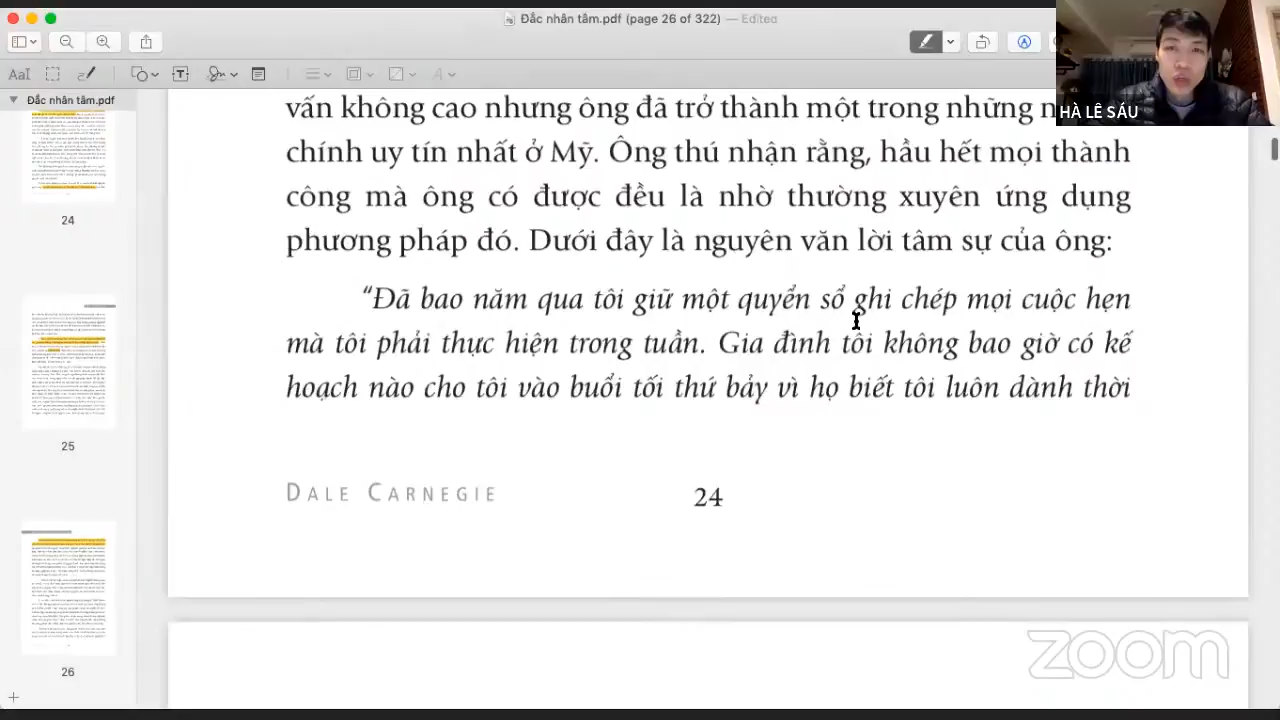 Đắc nhân tâm.pdf (page 26 of 322) — Edited
AaI
T
A
Đắc nhân tâm.pdf
24
25
26
HÀ LÊ SÁU
vấn không cao nhưng ông đã trở thành một trong những
chính uy tín nhất ở Mỹ. Ông thú nhận rằng, hầu hết mọi thành
công mà ông có được đều là nhờ thường xuyên ứng dụng
phương pháp đó. Dưới đây là nguyên văn lời tâm sự của ông:
“Đã bao năm qua tôi giữ một quyển sổ ghi chép mọi cuộc hẹn
mà tôi phải thực hiện trong tuần. Gia đình tôi không bao giờ có kế
hoạch nào cho tôi vào buổi tối thứ bảy vì họ biết tôi luôn dành thời
DALE CARNEGIE
24
zoom